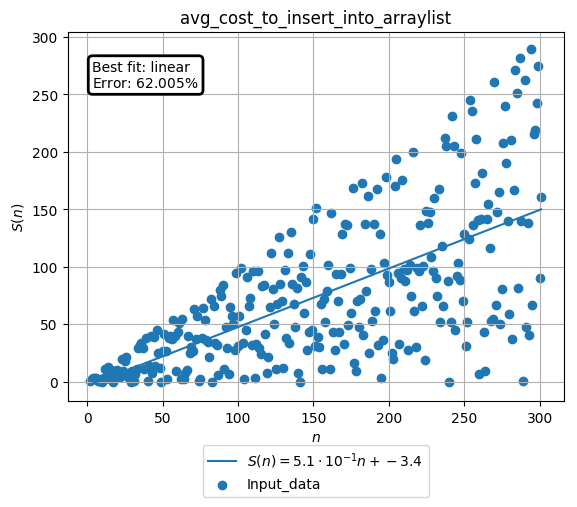 avg_cost_to_insert_into_arraylist
Best fit: linear
Error: 62.005%
300
250
200
150
100
50
0
S(n)
0 50 100 150 200 250 300
n
S(n) = 5.1 · 10⁻¹n + −3.4
Input_data